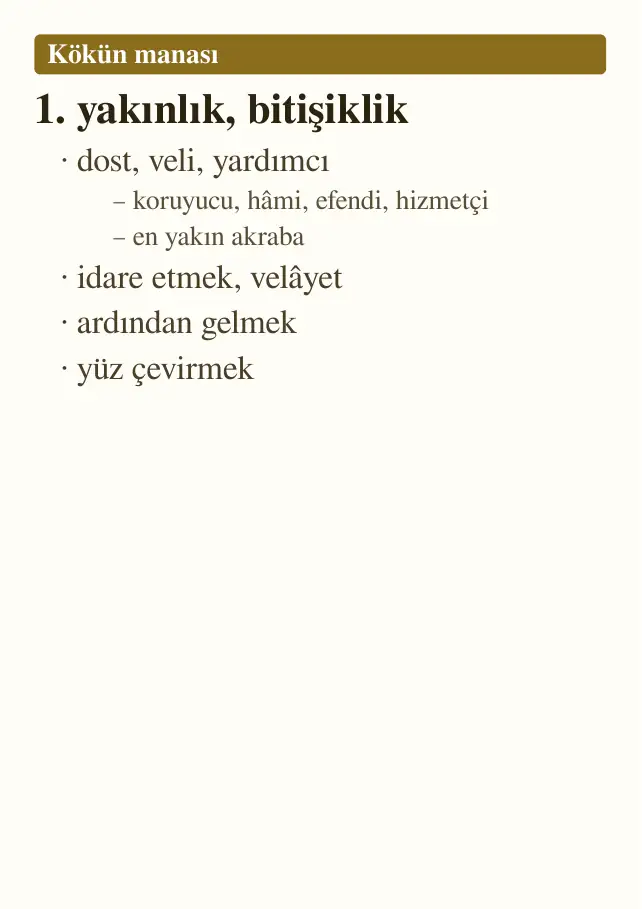 Kökün manası
1. yakınlık, bitişiklik
· dost, veli, yardımcı
– koruyucu, hâmi, efendi, hizmetçi
– en yakın akraba
· idare etmek, velâyet
· ardından gelmek
· yüz çevirmek